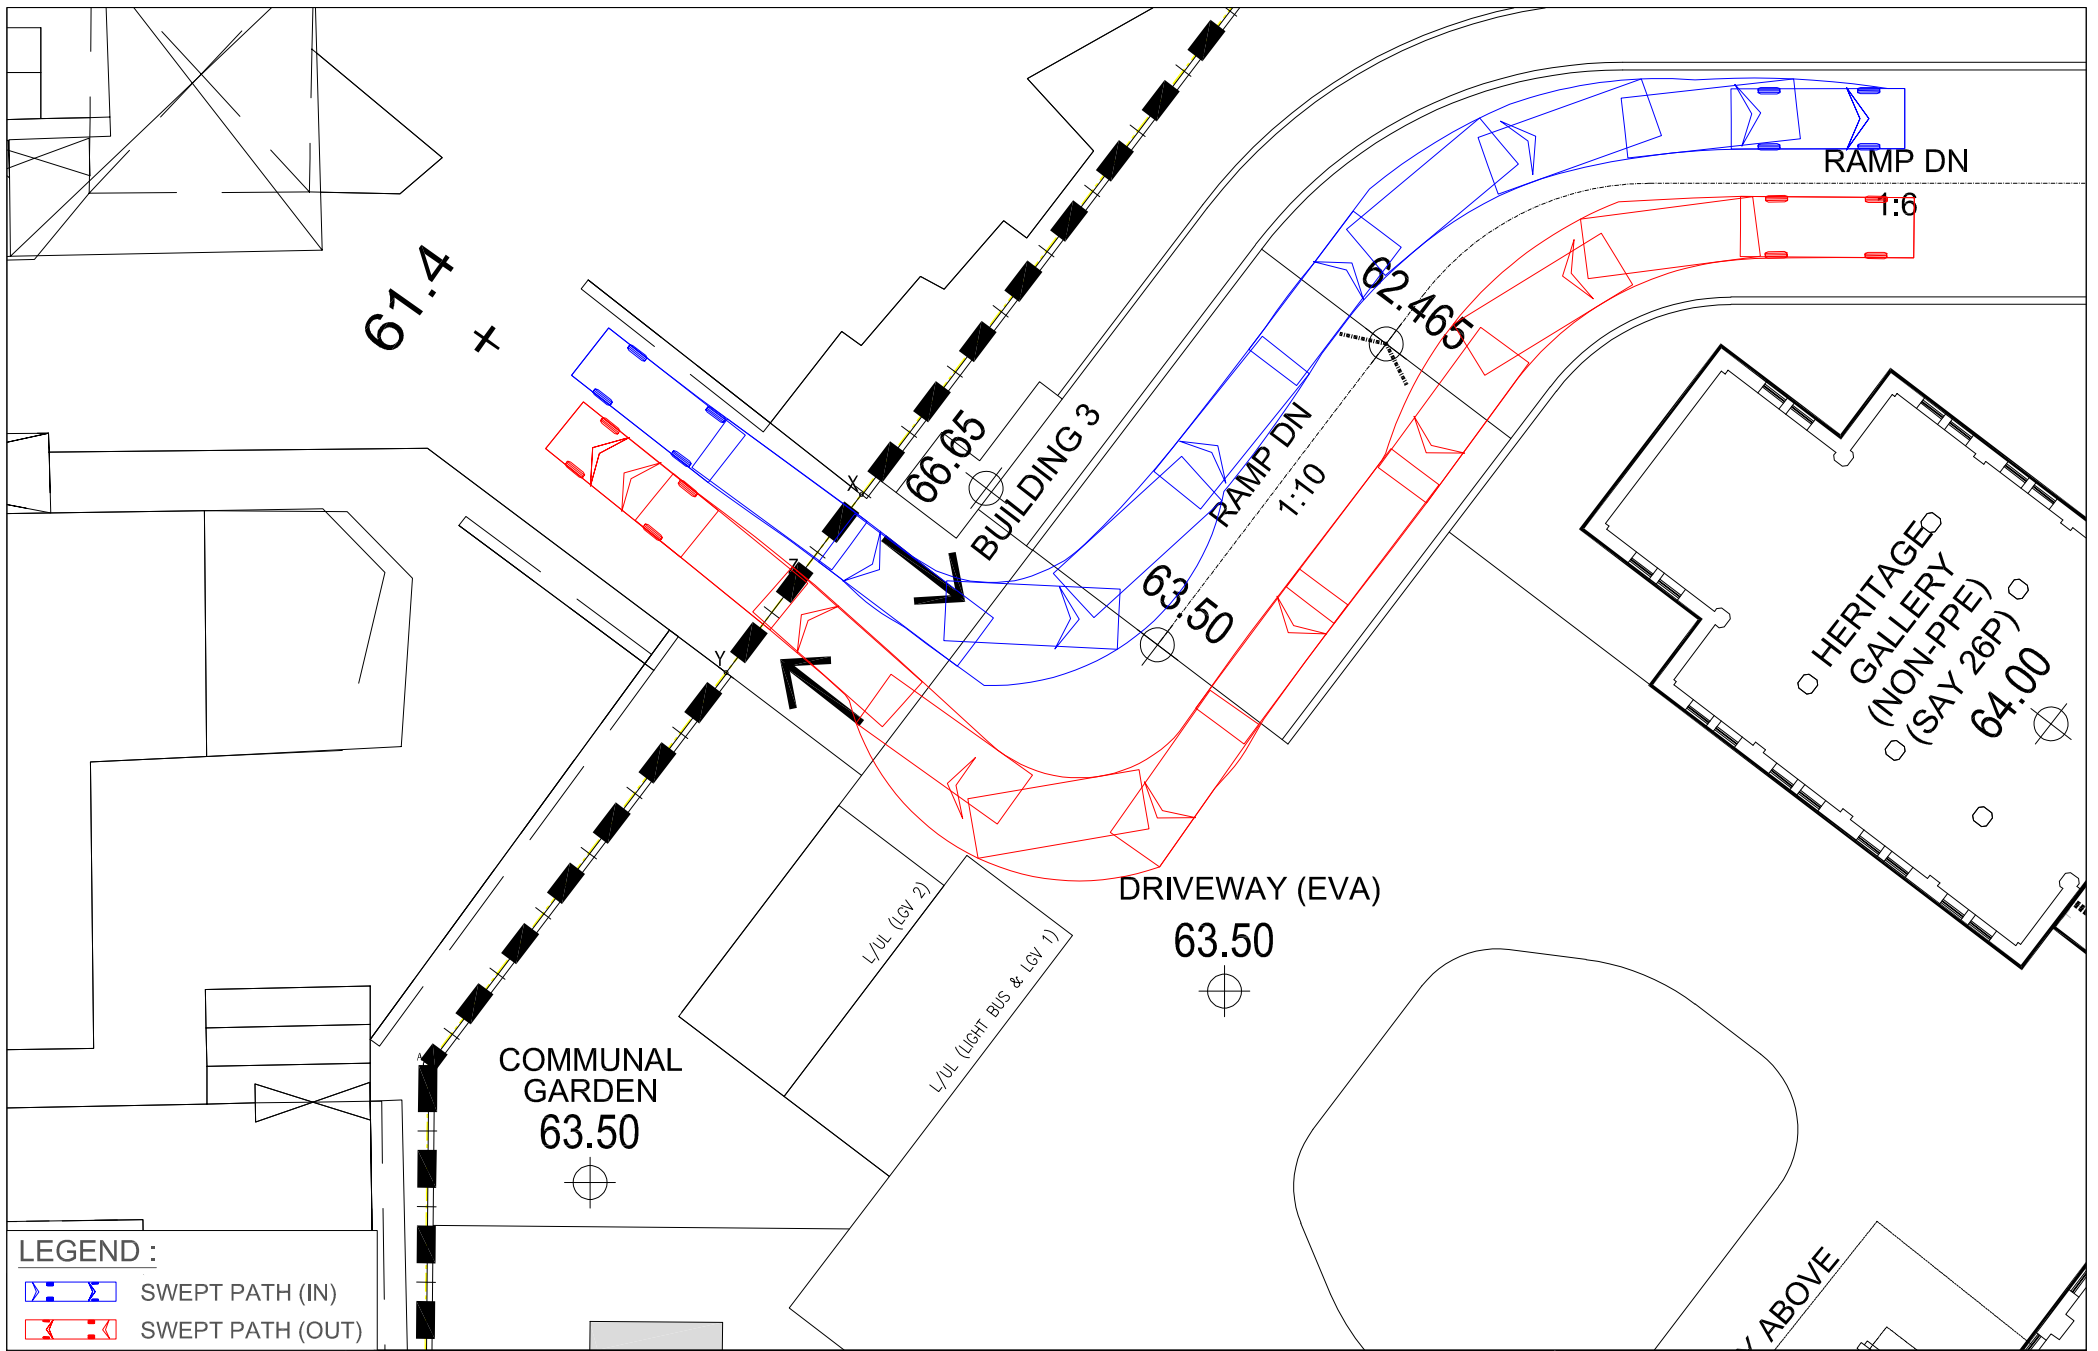 RAMP DN
1:6
61.4
62.465
66.65
BUILDING 3
RAMP DN
1:10
63.50
X
Z
Y
HERITAGE
GALLERY
(NON-PPE)
(SAY 26P)
64.00
DRIVEWAY (EVA)
63.50
L/UL (LGV 2)
L/UL (LIGHT BUS & LGV 1)
COMMUNAL
GARDEN
63.50
A
ABOVE
LEGEND :
SWEPT PATH (IN)
SWEPT PATH (OUT)